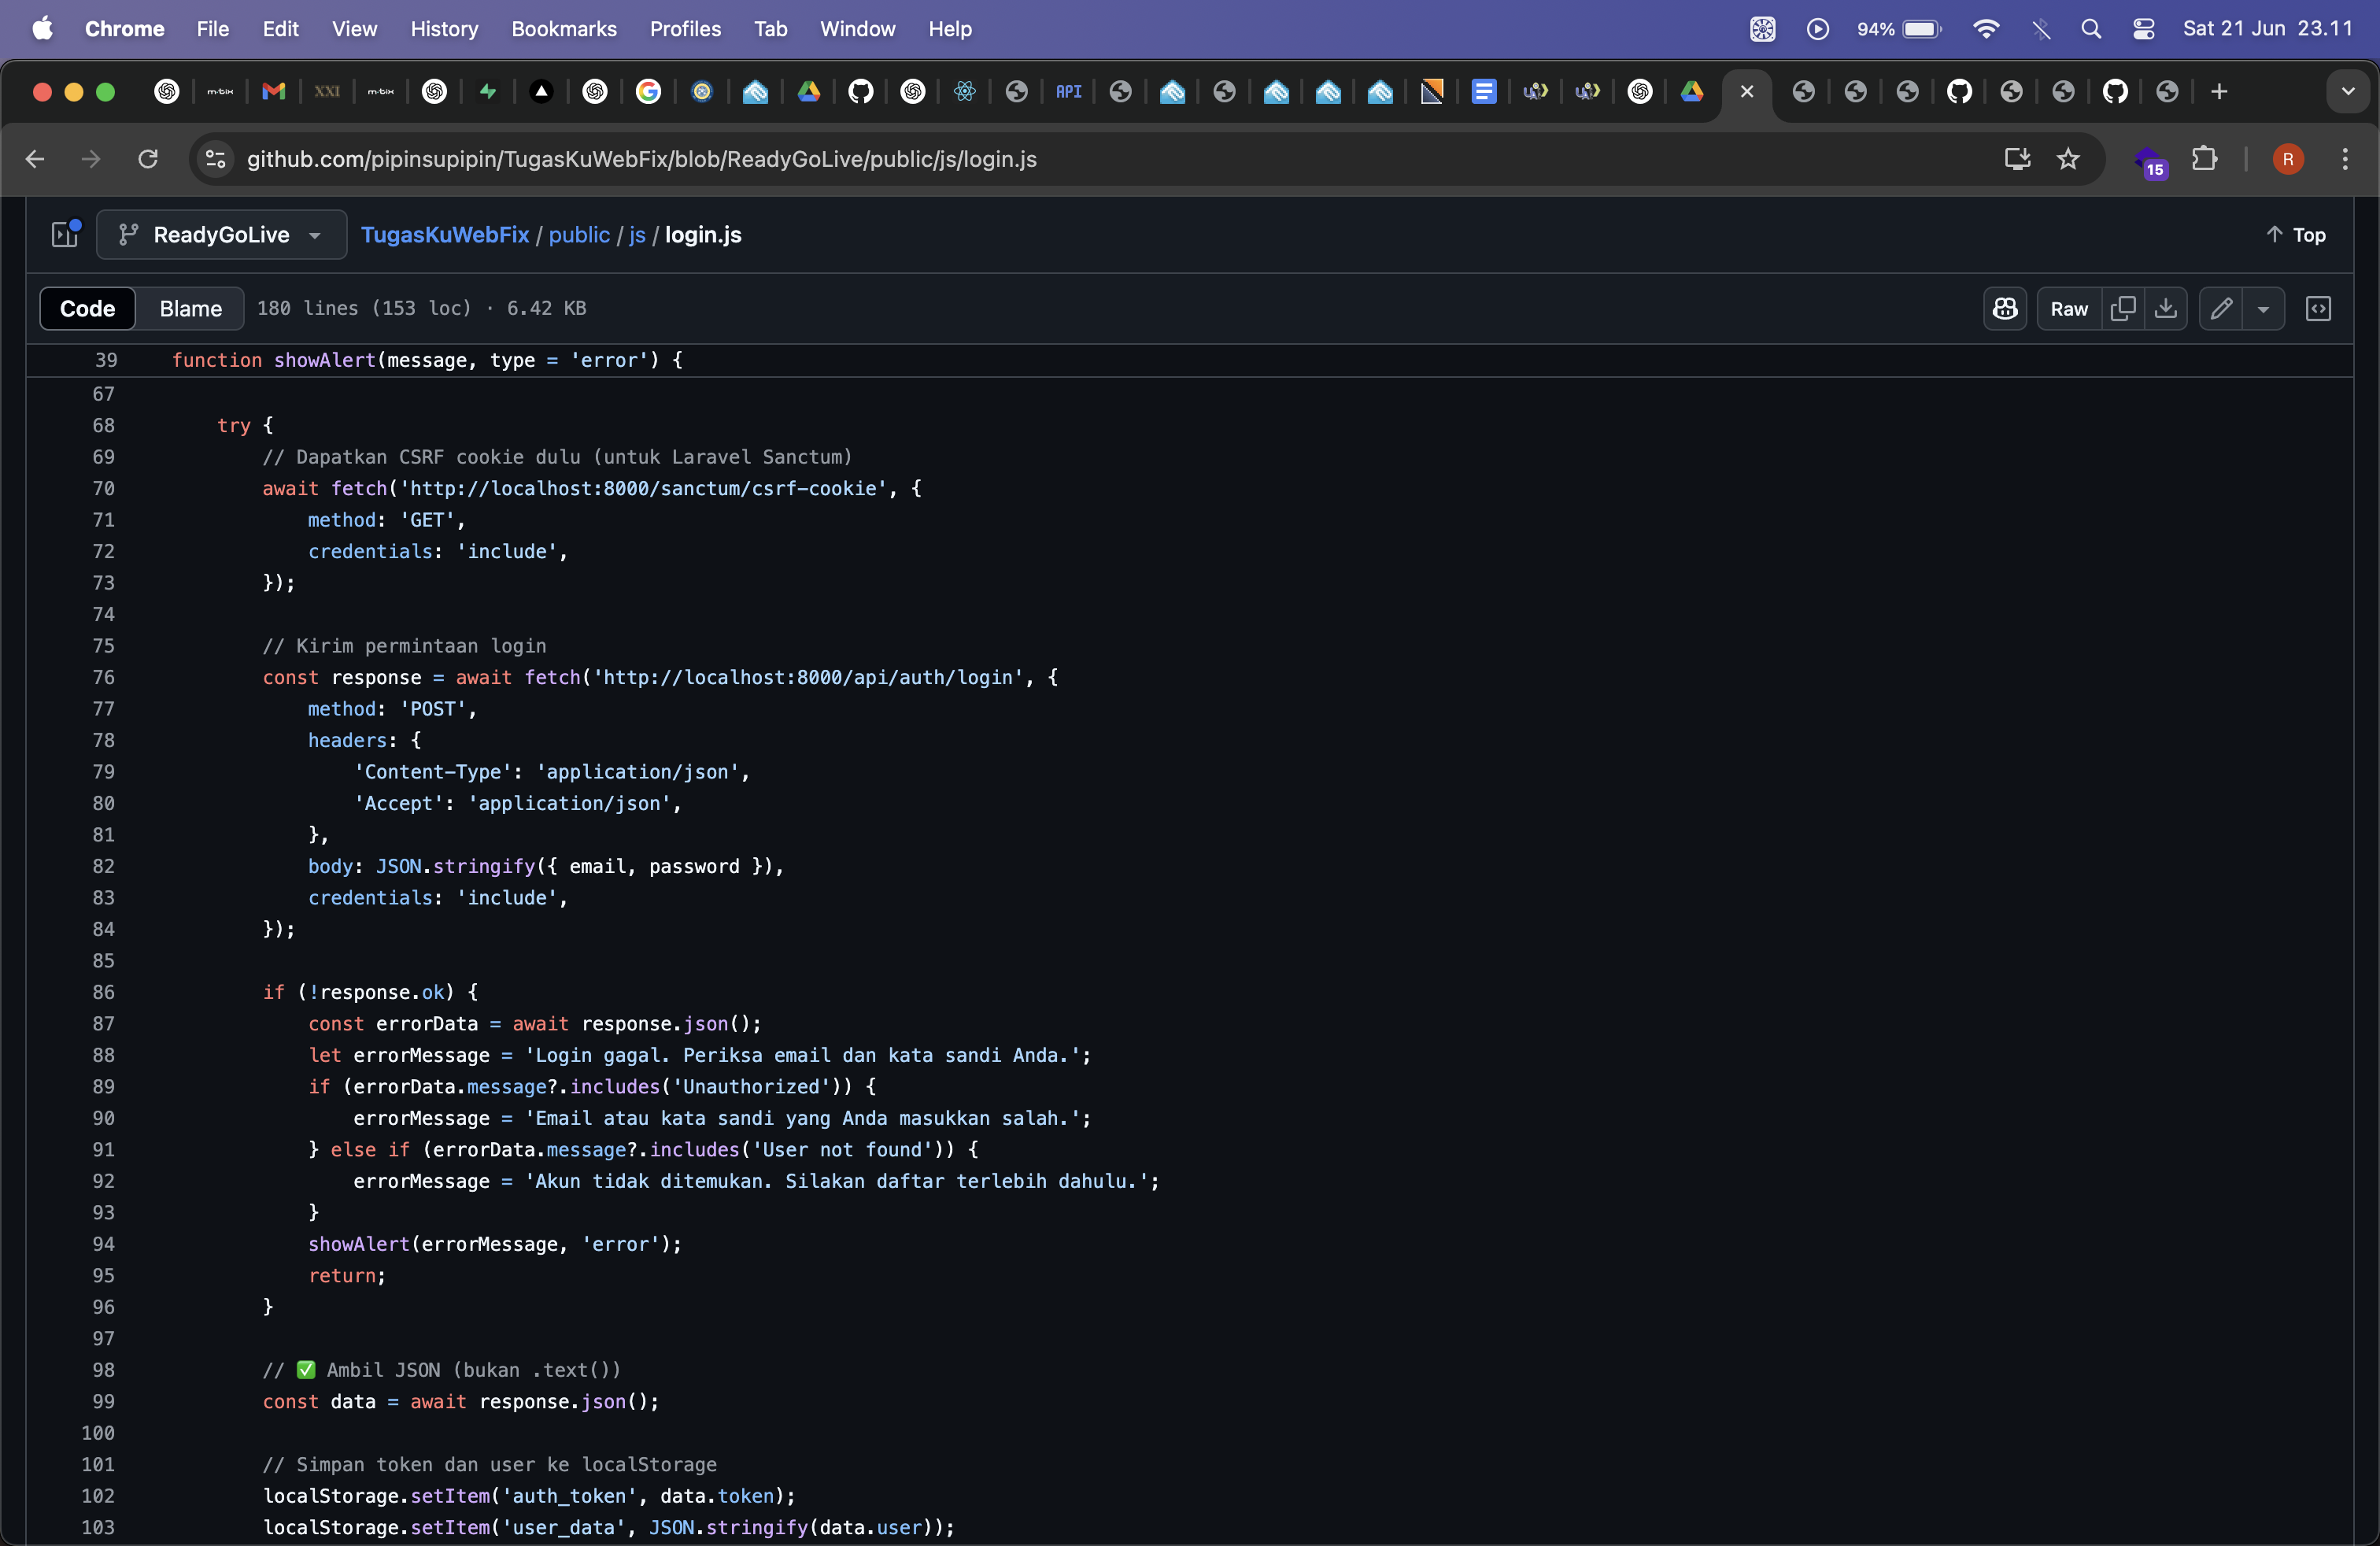 Chrome File Edit View History Bookmarks Profiles Tab Window Help 94% Sat 21 Jun 23.11
m·tix XXI m·tix API
github.com/pipinsupipin/TugasKuWebFix/blob/ReadyGoLive/public/js/login.js 15 R
ReadyGoLive TugasKuWebFix / public / js / login.js Top
Code Blame 180 lines (153 loc) · 6.42 KB Raw
39 function showAlert(message, type = 'error') {
67
68 try {
69 // Dapatkan CSRF cookie dulu (untuk Laravel Sanctum)
70 await fetch('http://localhost:8000/sanctum/csrf-cookie', {
71 method: 'GET',
72 credentials: 'include',
73 });
74
75 // Kirim permintaan login
76 const response = await fetch('http://localhost:8000/api/auth/login', {
77 method: 'POST',
78 headers: {
79 'Content-Type': 'application/json',
80 'Accept': 'application/json',
81 },
82 body: JSON.stringify({ email, password }),
83 credentials: 'include',
84 });
85
86 if (!response.ok) {
87 const errorData = await response.json();
88 let errorMessage = 'Login gagal. Periksa email dan kata sandi Anda.';
89 if (errorData.message?.includes('Unauthorized')) {
90 errorMessage = 'Email atau kata sandi yang Anda masukkan salah.';
91 } else if (errorData.message?.includes('User not found')) {
92 errorMessage = 'Akun tidak ditemukan. Silakan daftar terlebih dahulu.';
93 }
94 showAlert(errorMessage, 'error');
95 return;
96 }
97
98 // ✅ Ambil JSON (bukan .text())
99 const data = await response.json();
100
101 // Simpan token dan user ke localStorage
102 localStorage.setItem('auth_token', data.token);
103 localStorage.setItem('user_data', JSON.stringify(data.user));